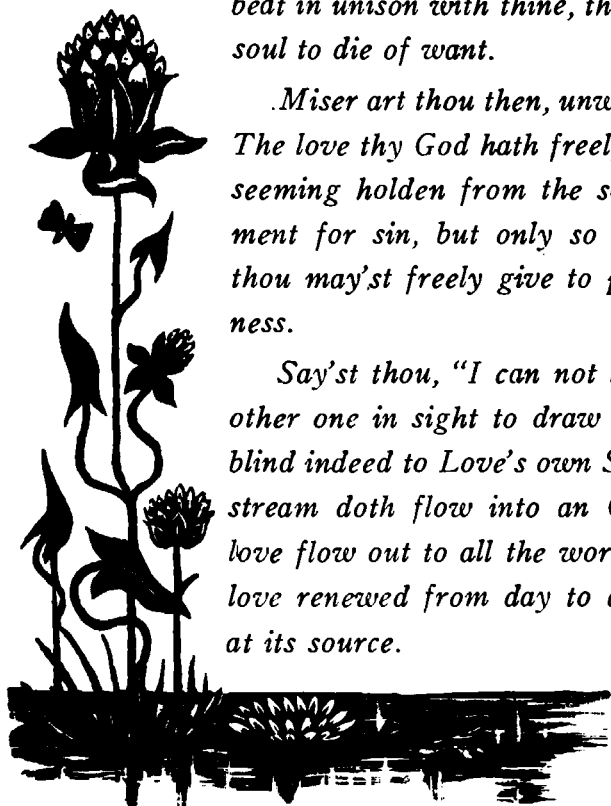 beat in unison with thine, th
soul to die of want.
Miser art thou then, unw
The love thy God hath freel
seeming holden from the s
ment for sin, but only so
thou may'st freely give to
ness.
Say'st thou, “I can not
other one in sight to draw
blind indeed to Love's own S
stream doth flow into an
love flow out to all the wor
love renewed from day to
at its source.